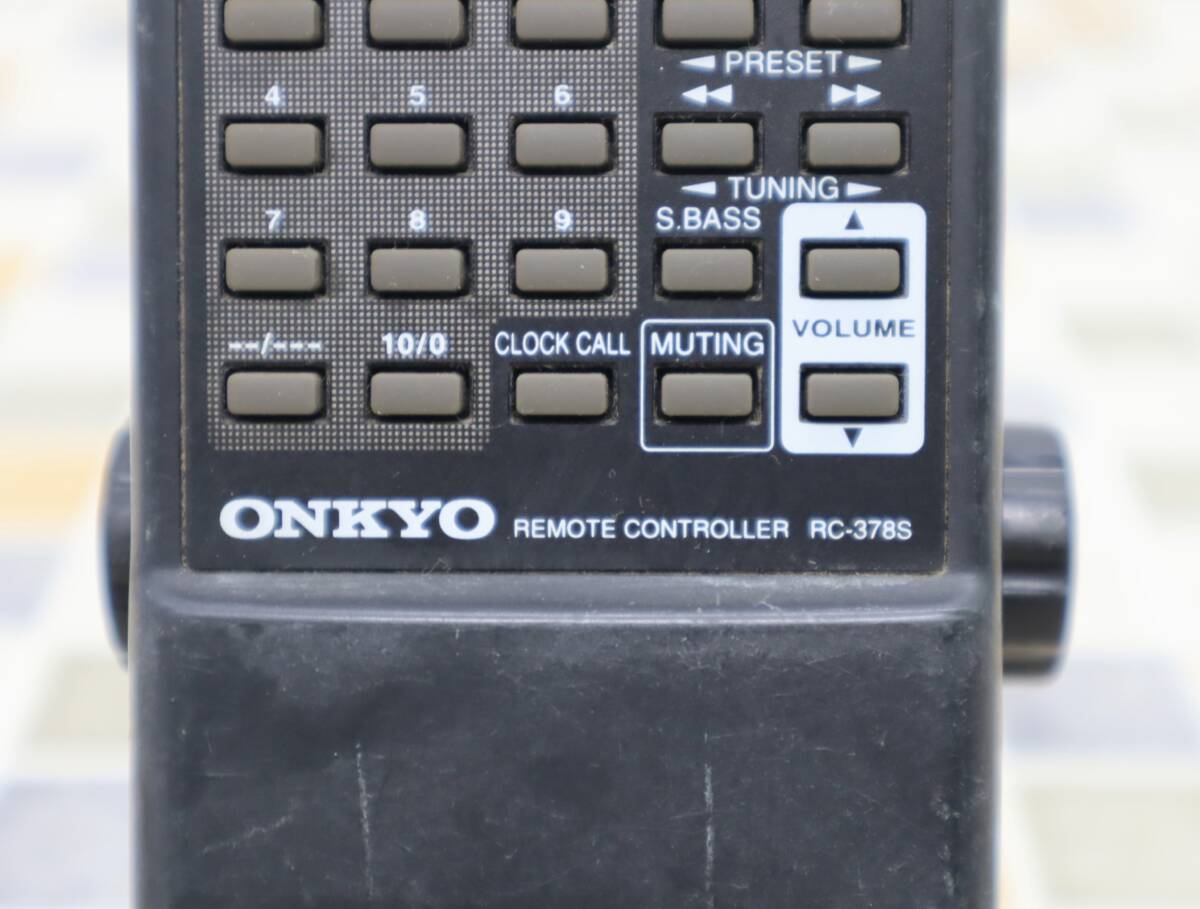 ◄ PRESET ►
4 5 6 ◄◄ ►►
◄ TUNING ►
7 8 9 S.BASS ▲
VOLUME
--/--- 10/0 CLOCK CALL MUTING
▼
ONKYO REMOTE CONTROLLER RC-378S